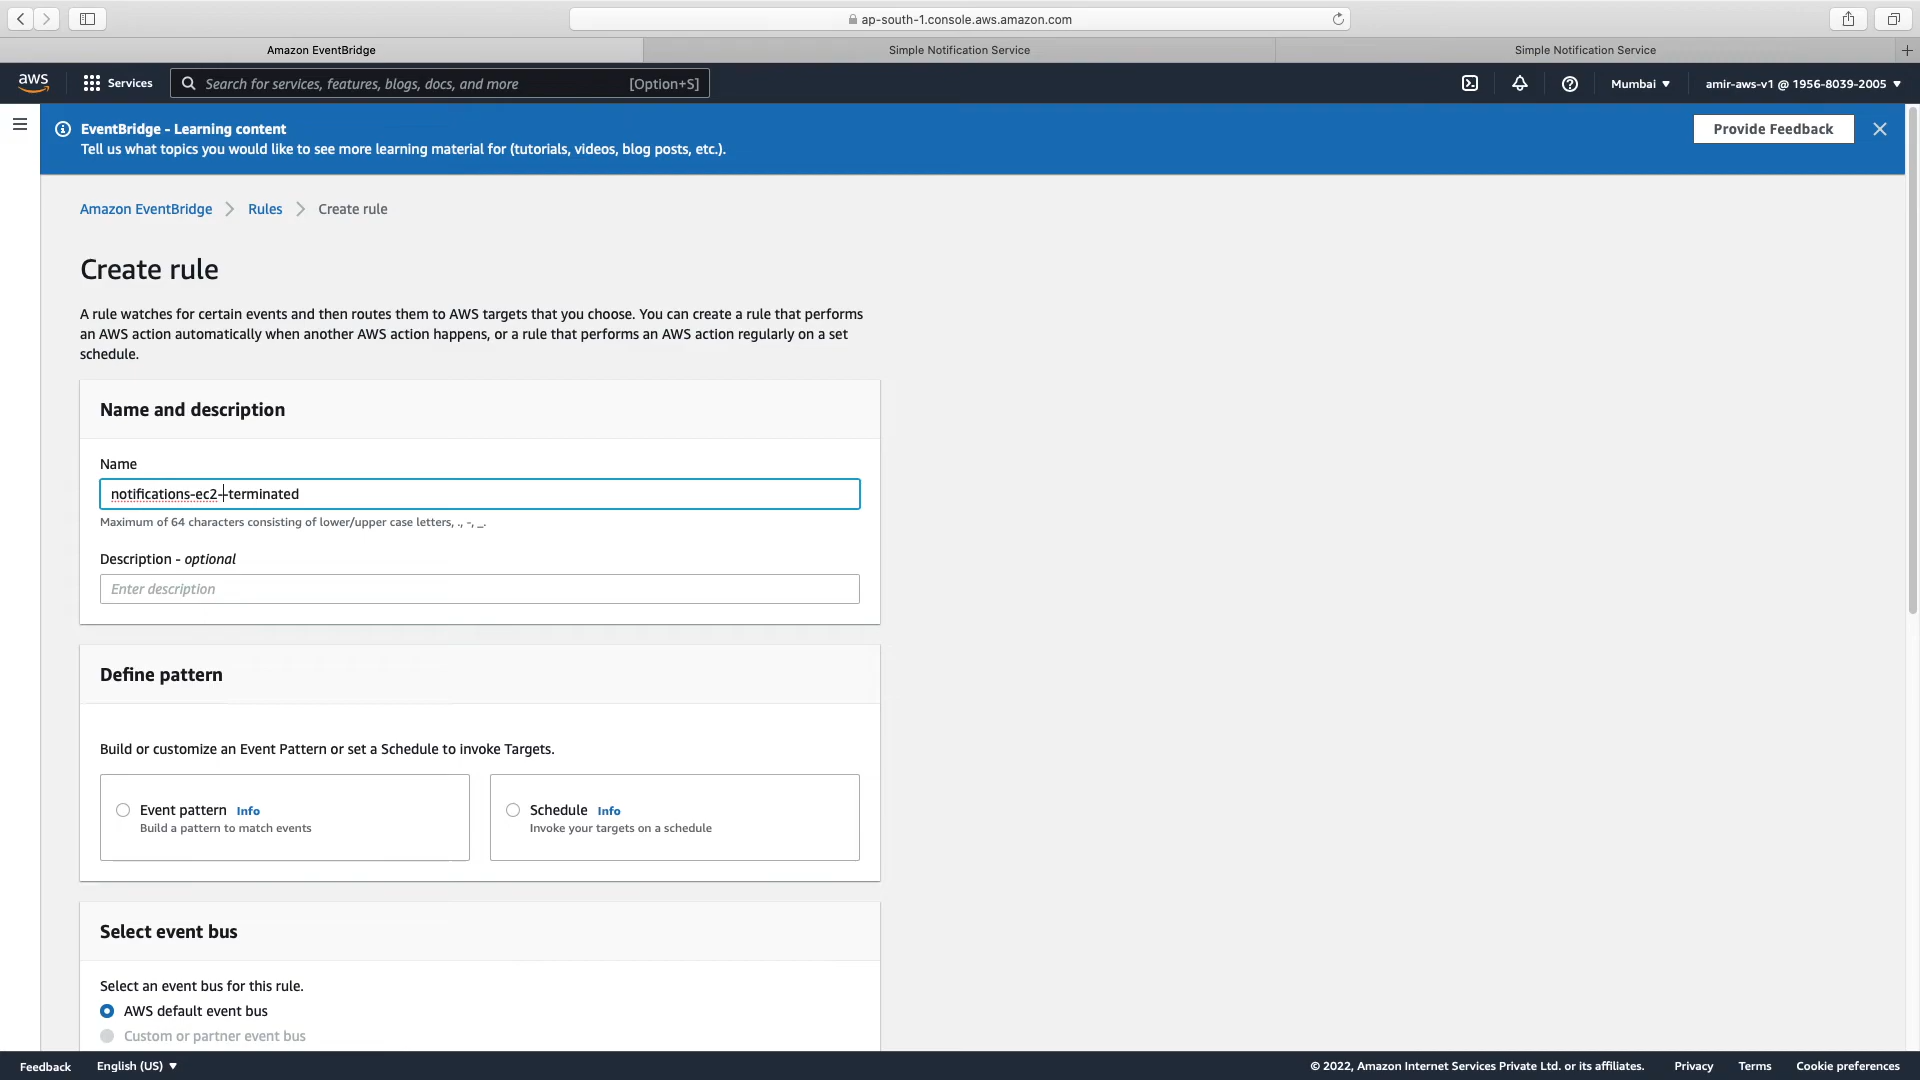 ap-south-1.console.aws.amazon.com
Amazon EventBridge
Simple Notification Service
Simple Notification Service
aws
Services
Search for services, features, blogs, docs, and more
[Option+S]
Mumbai
amir-aws-v1 @ 1956-8039-2005
EventBridge - Learning content
Tell us what topics you would like to see more learning material for (tutorials, videos, blog posts, etc.).
Provide Feedback
Amazon EventBridge
Rules
Create rule
Create rule
A rule watches for certain events and then routes them to AWS targets that you choose. You can create a rule that performs
an AWS action automatically when another AWS action happens, or a rule that performs an AWS action regularly on a set
schedule.
Name and description
Name
notifications-ec2--terminated
Maximum of 64 characters consisting of lower/upper case letters, ., -, _.
Description - optional
Enter description
Define pattern
Build or customize an Event Pattern or set a Schedule to invoke Targets.
Event pattern Info
Build a pattern to match events
Schedule Info
Invoke your targets on a schedule
Select event bus
Select an event bus for this rule.
AWS default event bus
Custom or partner event bus
Feedback
English (US)
© 2022, Amazon Internet Services Private Ltd. or its affiliates.
Privacy
Terms
Cookie preferences